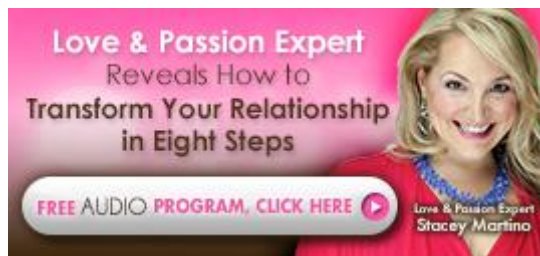 Love & Passion Expert
Reveals How to
Transform Your Relationship
in Eight Steps
FREE AUDIO PROGRAM, CLICK HERE
Love & Passion Expert
Stacey Martino